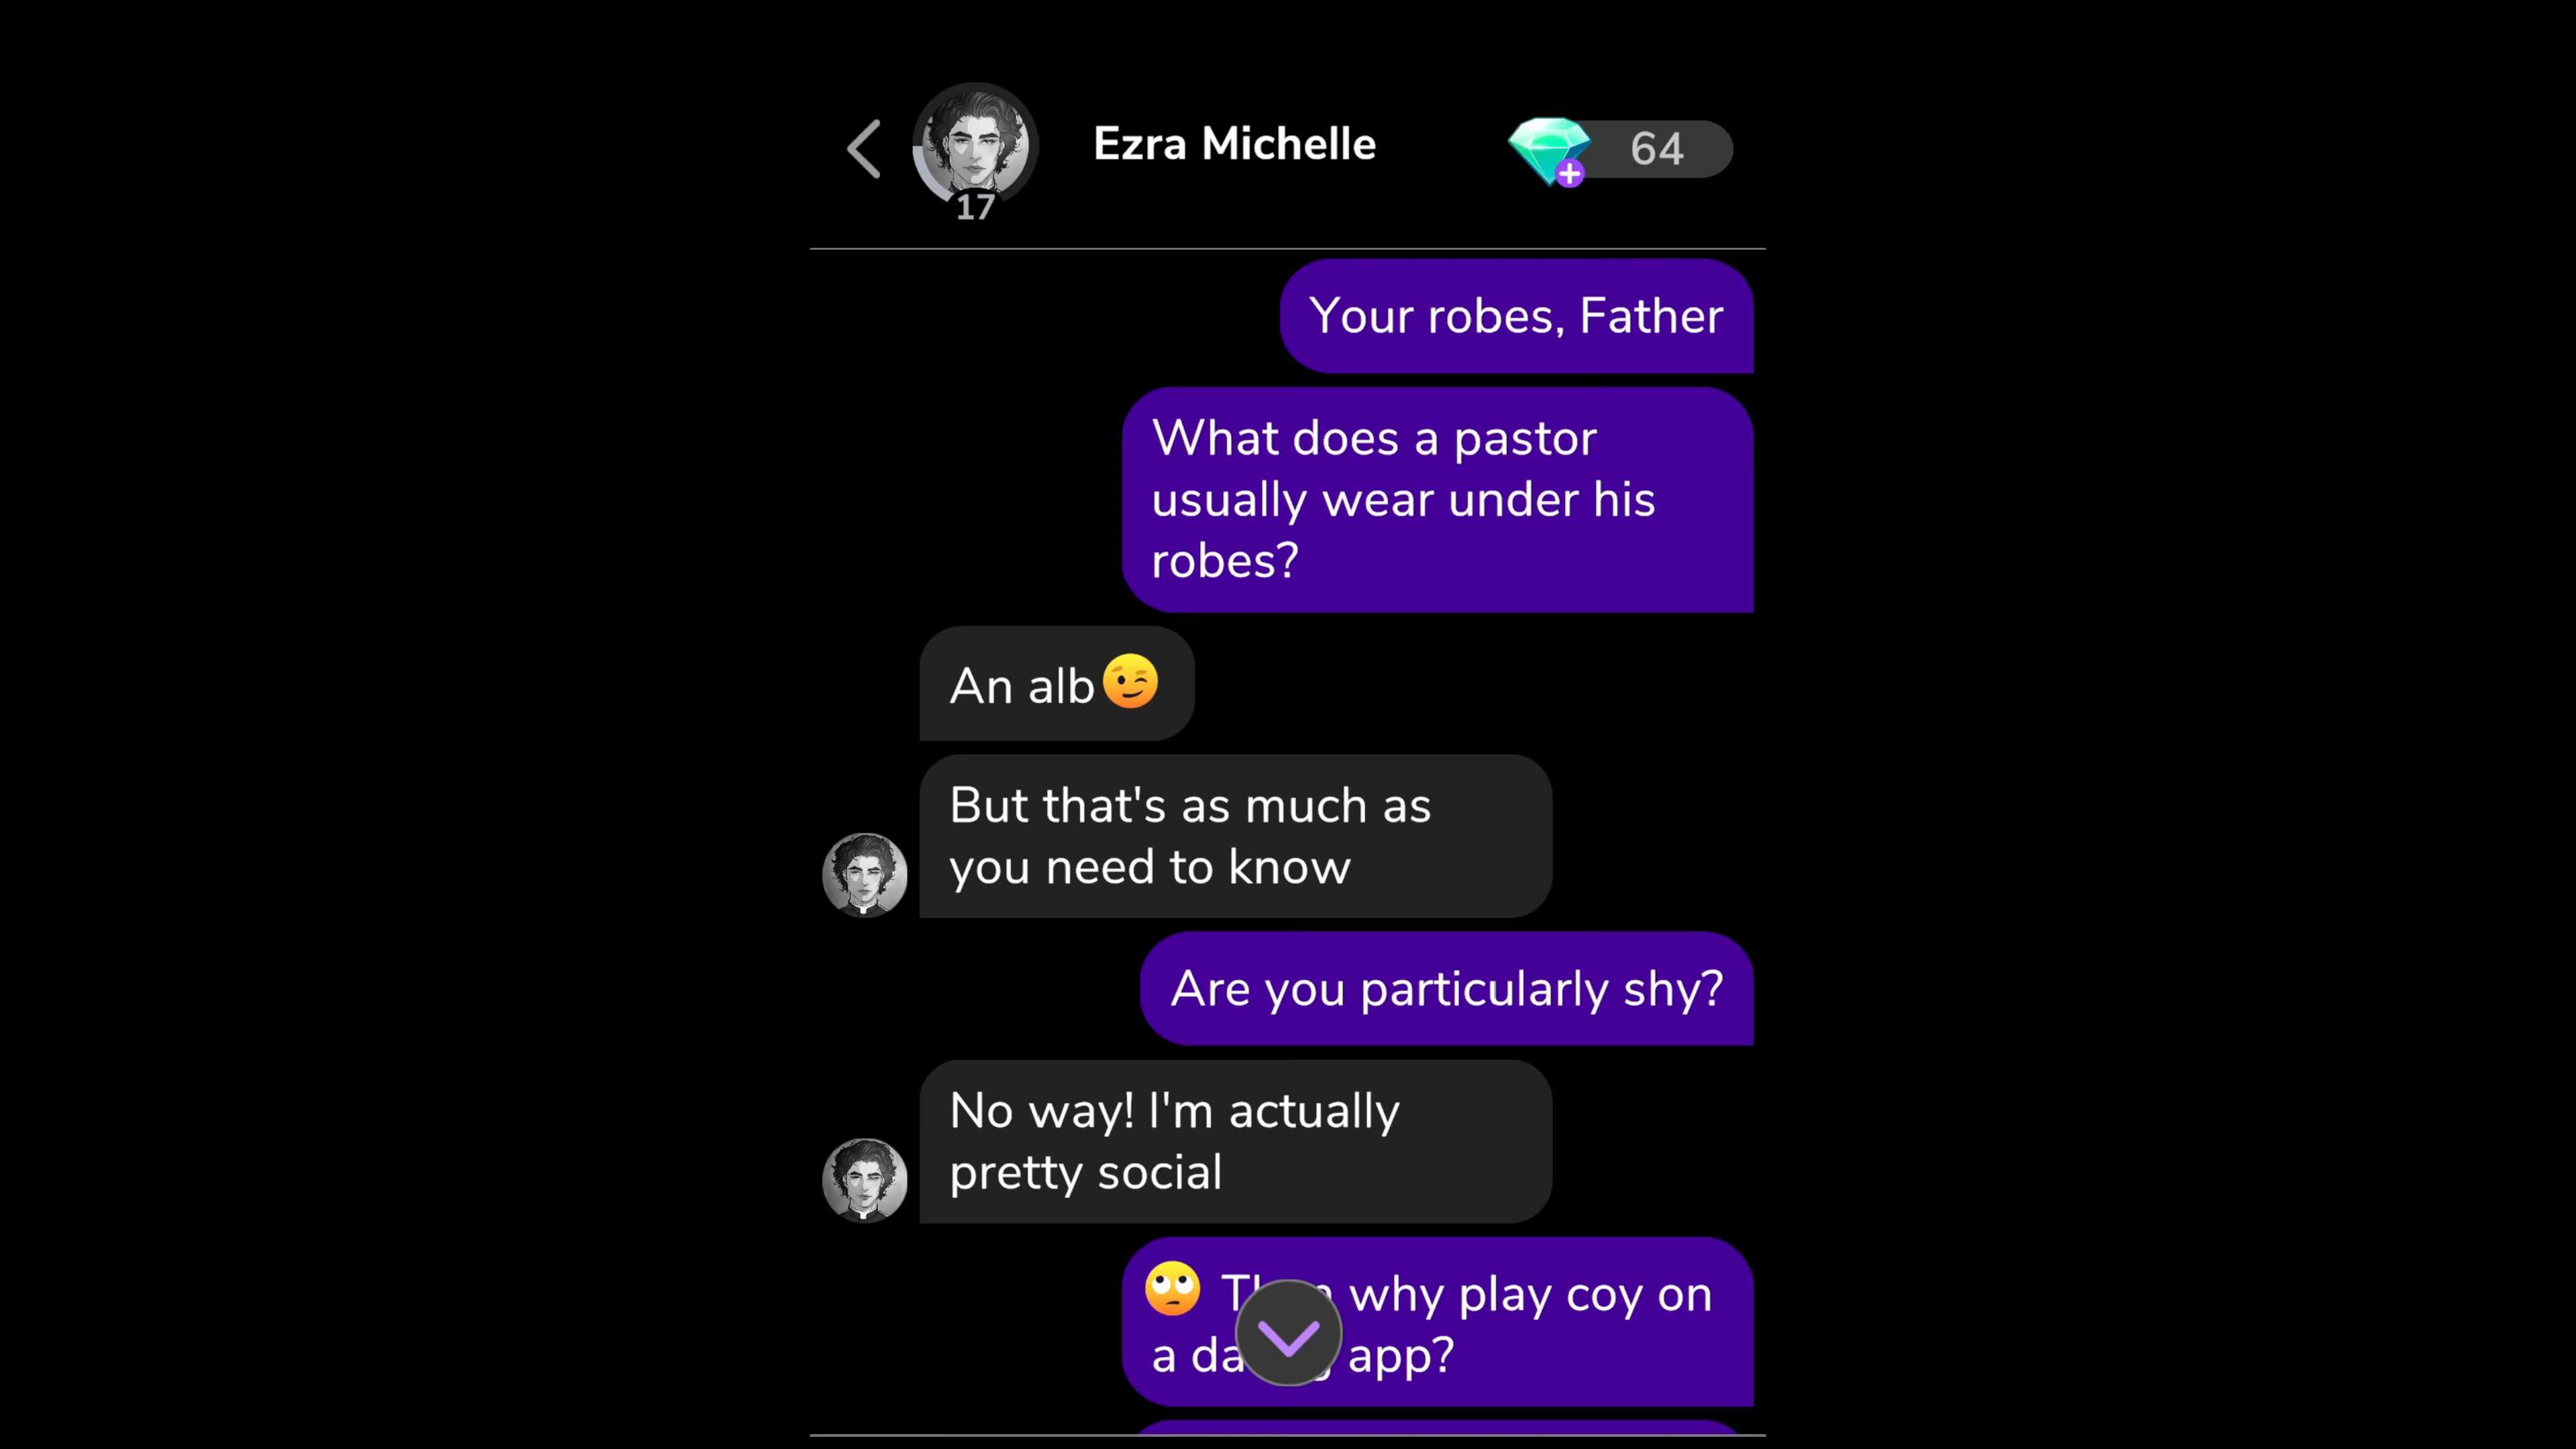 Ezra Michelle
64
17
Your robes, Father
What does a pastor
usually wear under his
robes?
An alb😉
But that's as much as
you need to know
Are you particularly shy?
No way! I'm actually
pretty social
🙄 why play coy on
a app?